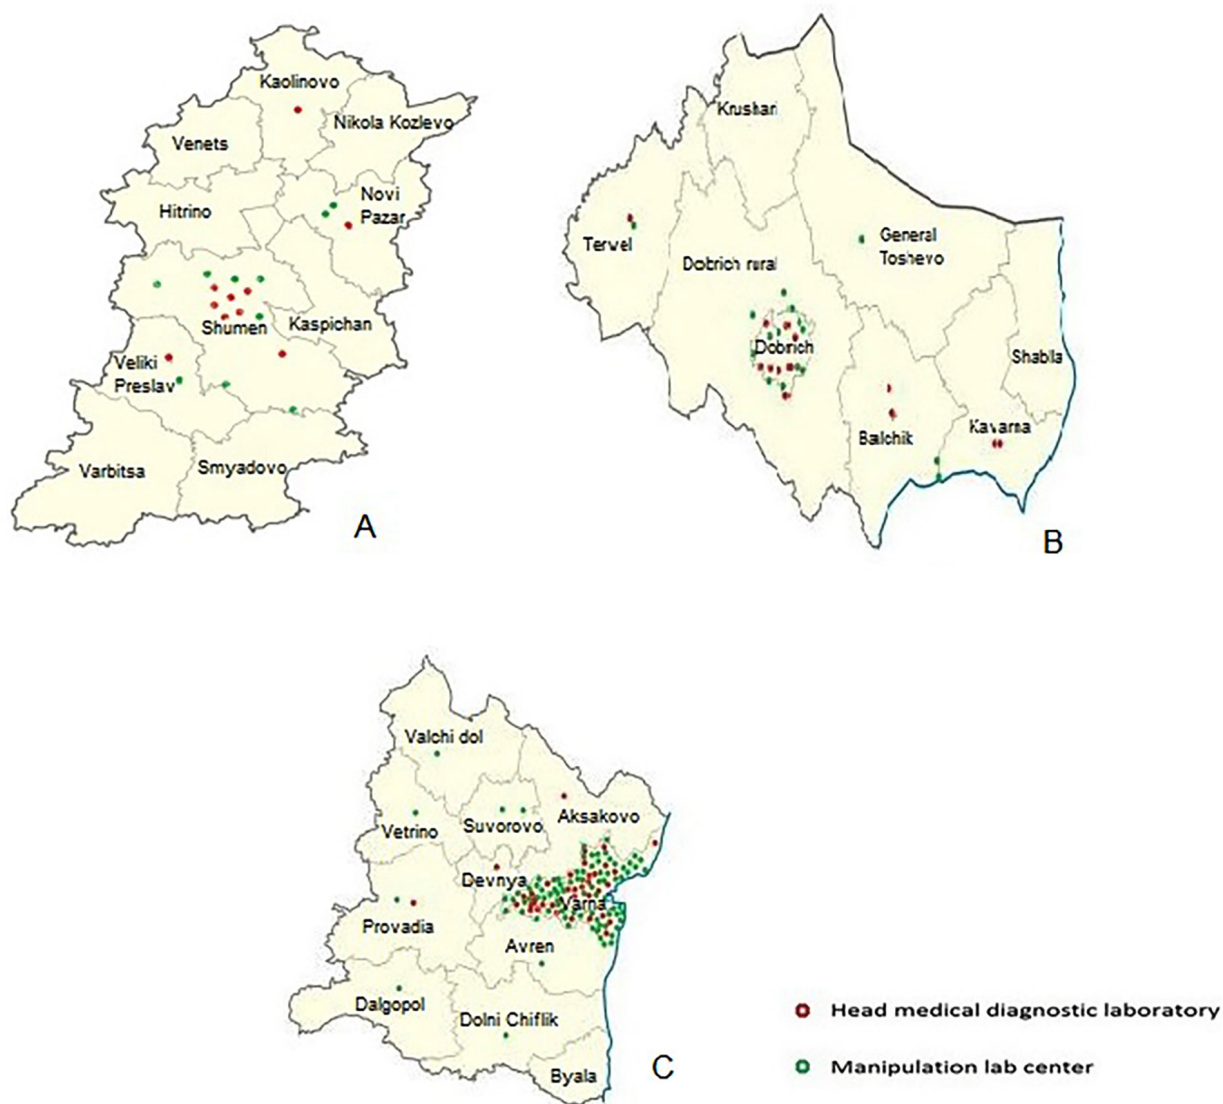 Kaolinovo
Nikola Kozlevo
Venets
Novi
Pazar
Hitrino
Shumen
Kaspichan
Veliki
Preslav
Varbitsa
Smyadovo
A
Krushari
Terwel
General
Toshevo
Dobrich rural
Dobrich
Shabla
Balchik
Kavarna
B
Valchi dol
Vetrino
Suvorovo
Aksakovo
Devnya
Varna
Provadia
Avren
Dalgopol
Dolni Chiflik
Byala
C
Head medical diagnostic laboratory
Manipulation lab center